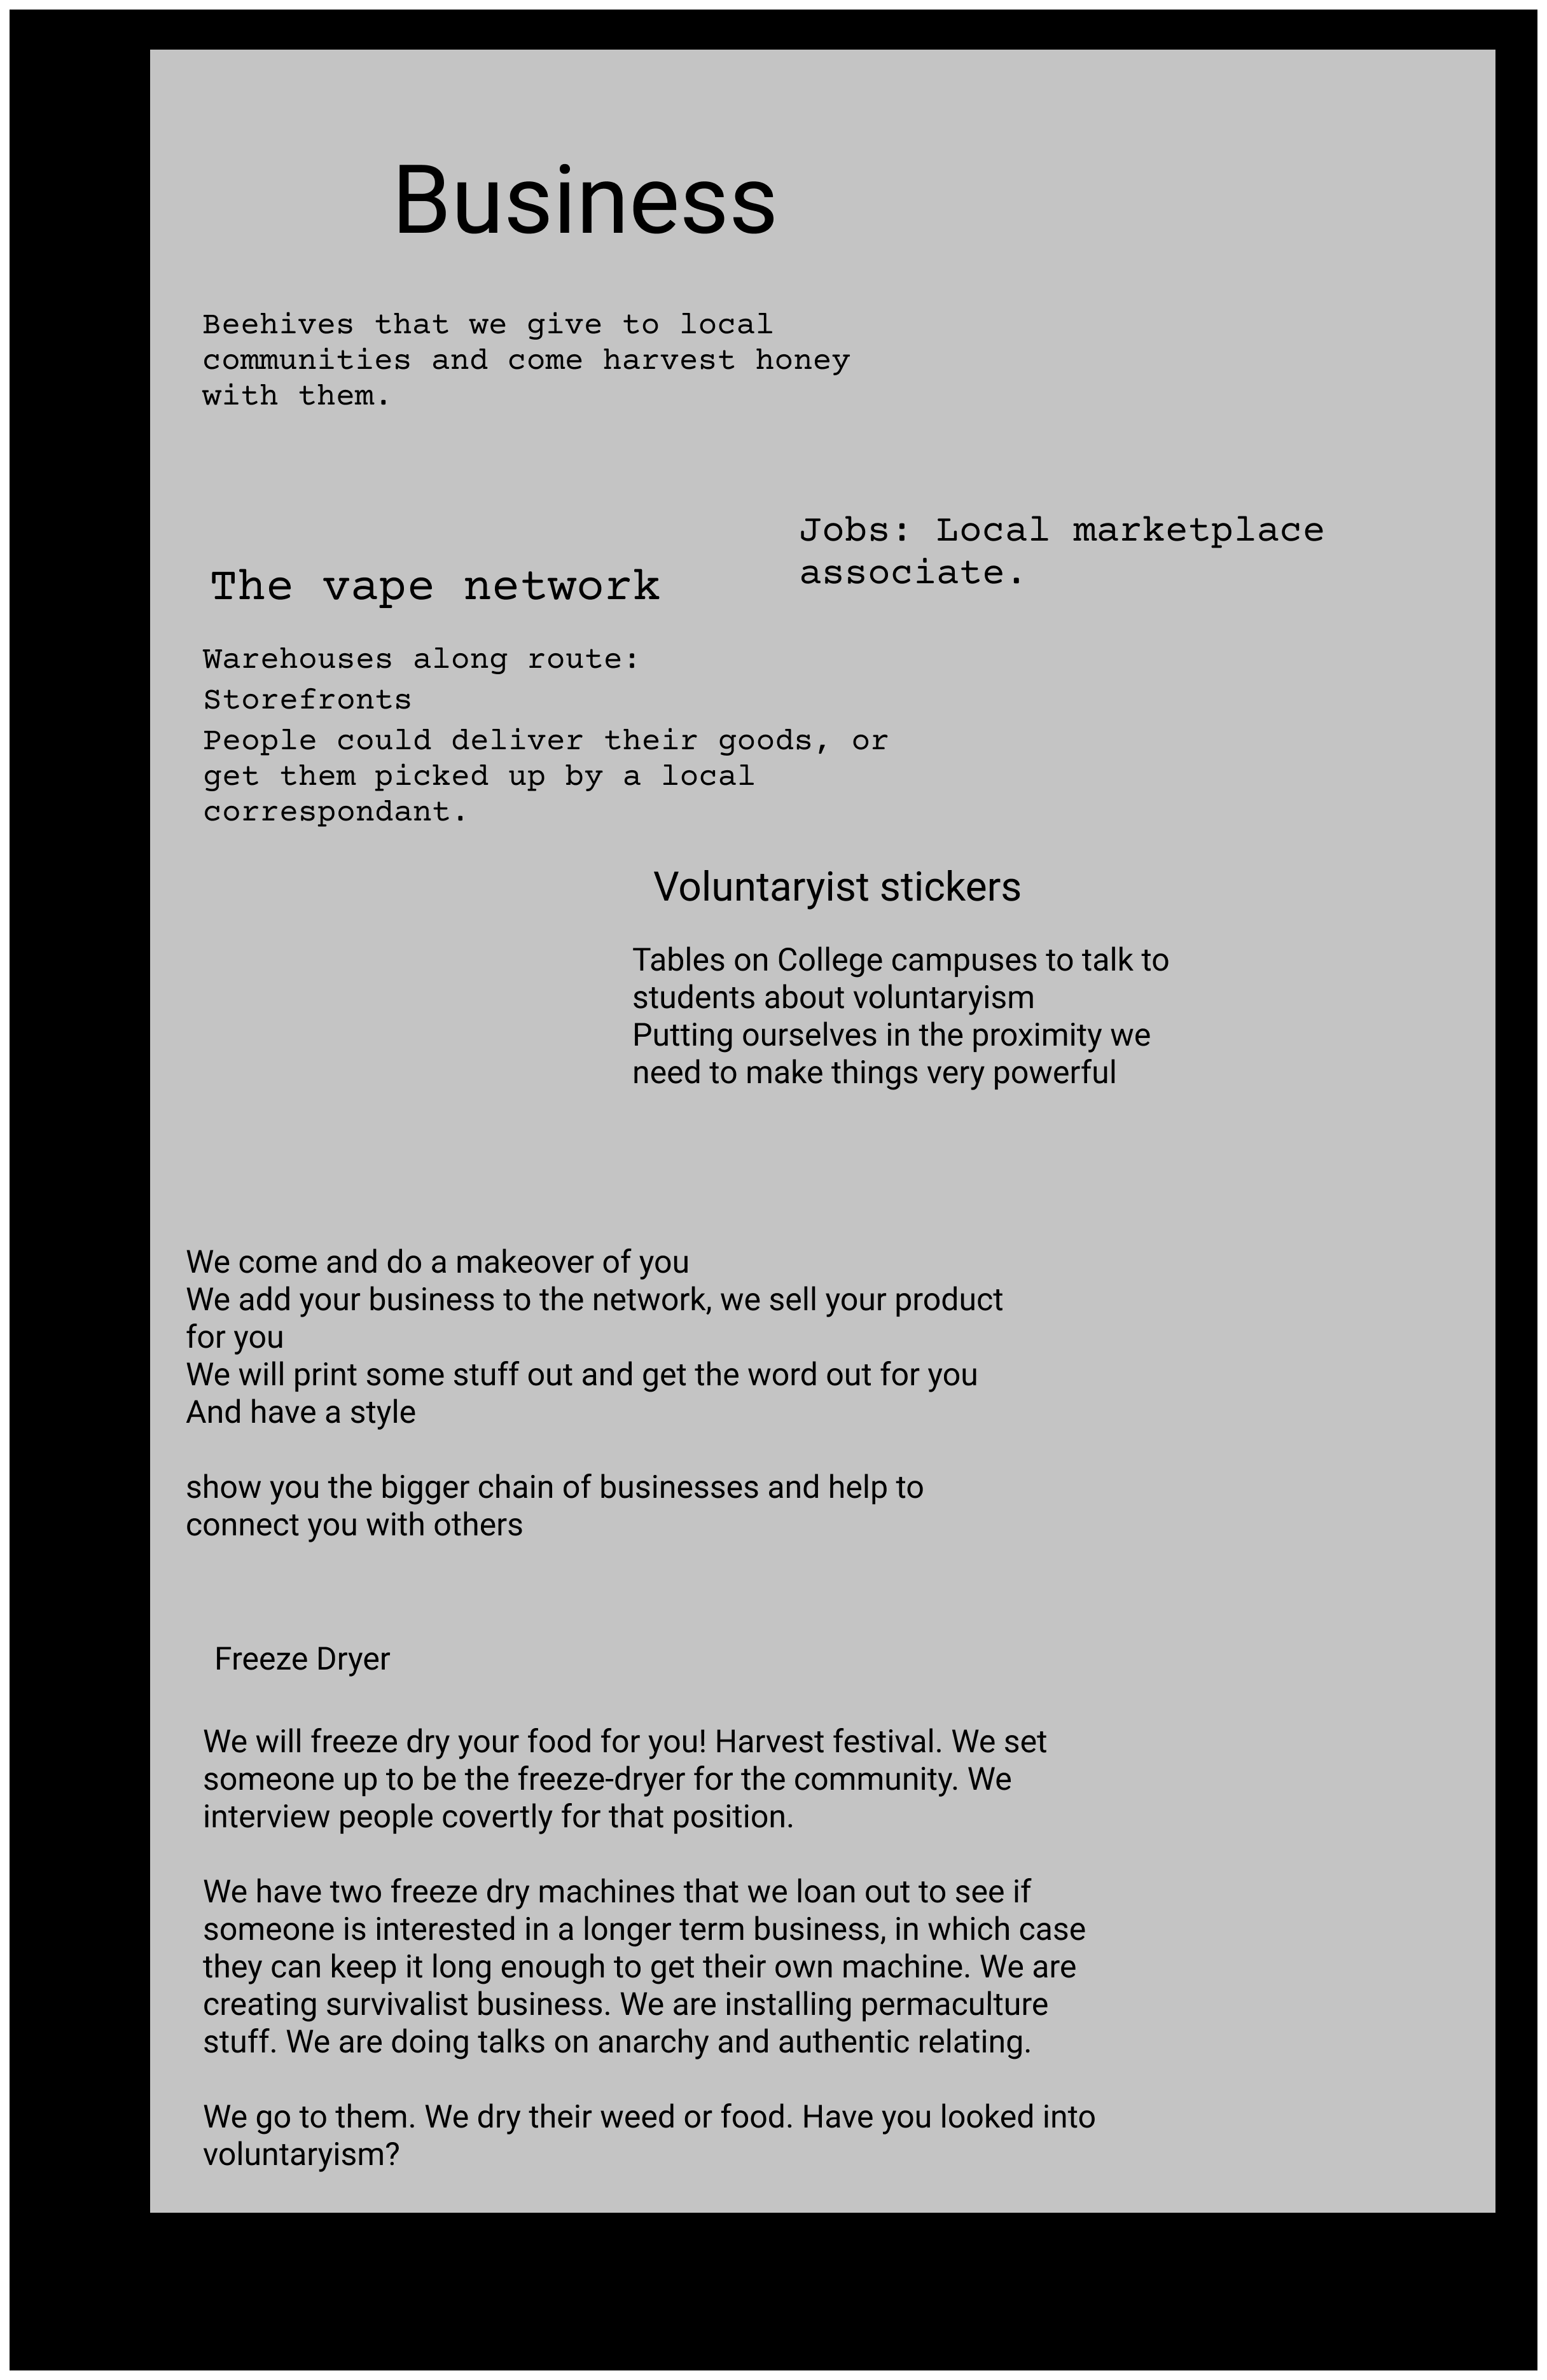 Business
Beehives that we give to local
communities and come harvest honey
with them.
Jobs: Local marketplace
associate.
The vape network
Warehouses along route:
Storefronts
People could deliver their goods, or
get them picked up by a local
correspondant.
Voluntaryist stickers
Tables on College campuses to talk to
students about voluntaryism
Putting ourselves in the proximity we
need to make things very powerful
We come and do a makeover of you
We add your business to the network, we sell your product
for you
We will print some stuff out and get the word out for you
And have a style
show you the bigger chain of businesses and help to
connect you with others
Freeze Dryer
We will freeze dry your food for you! Harvest festival. We set
someone up to be the freeze-dryer for the community. We
interview people covertly for that position.
We have two freeze dry machines that we loan out to see if
someone is interested in a longer term business, in which case
they can keep it long enough to get their own machine. We are
creating survivalist business. We are installing permaculture
stuff. We are doing talks on anarchy and authentic relating.
We go to them. We dry their weed or food. Have you looked into
voluntaryism?